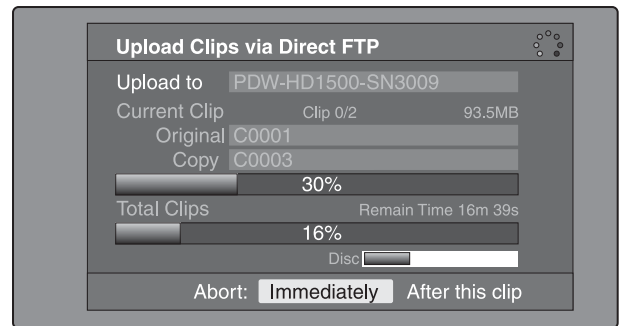 Upload Clips via Direct FTP
Upload to PDW-HD1500-SN3009
Current Clip Clip 0/2 93.5MB
Original C0001
Copy C0003
30%
Total Clips Remain Time 16m 39s
16%
Disc
Abort: Immediately After this clip